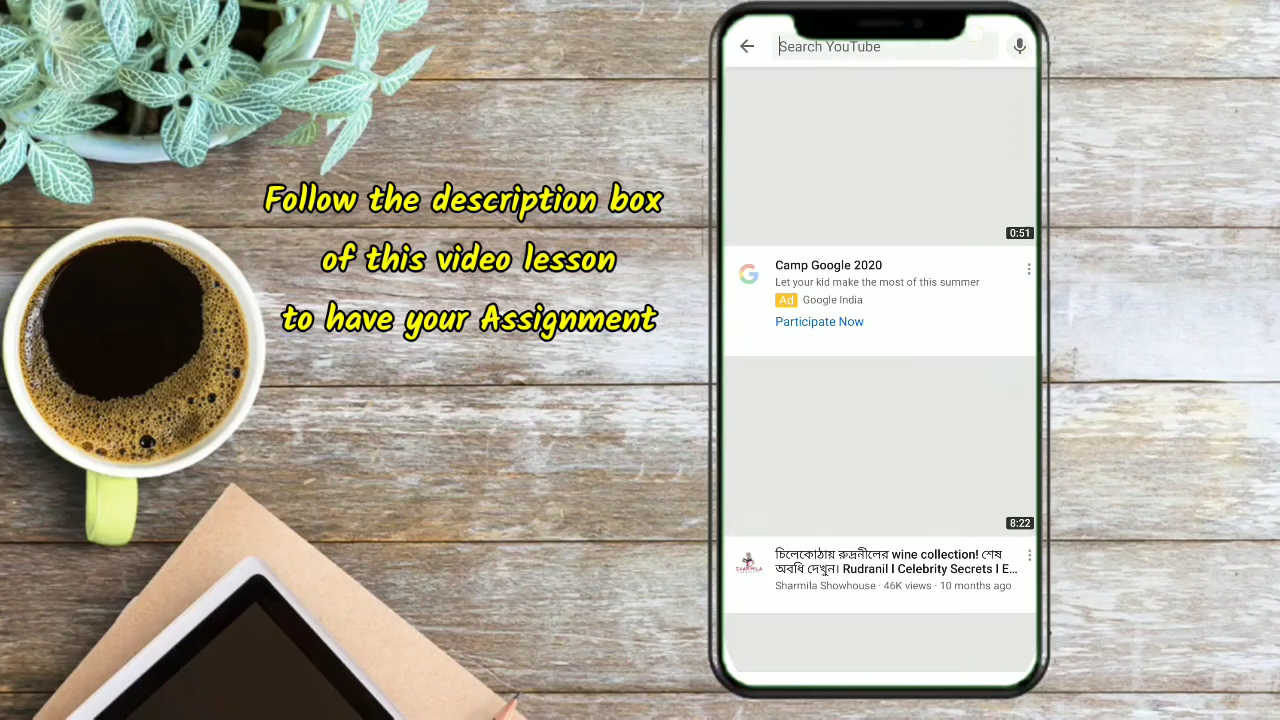 Follow the description box
of this video lesson
to have your Assignment
Search YouTube
0:51
Camp Google 2020
Let your kid make the most of this summer
Ad Google India
Participate Now
8:22
চিলেকোঠায় রুদ্রনীলের wine collection! শেষ
অবধি দেখুন। Rudranil I Celebrity Secrets I E...
Sharmila Showhouse · 46K views · 10 months ago